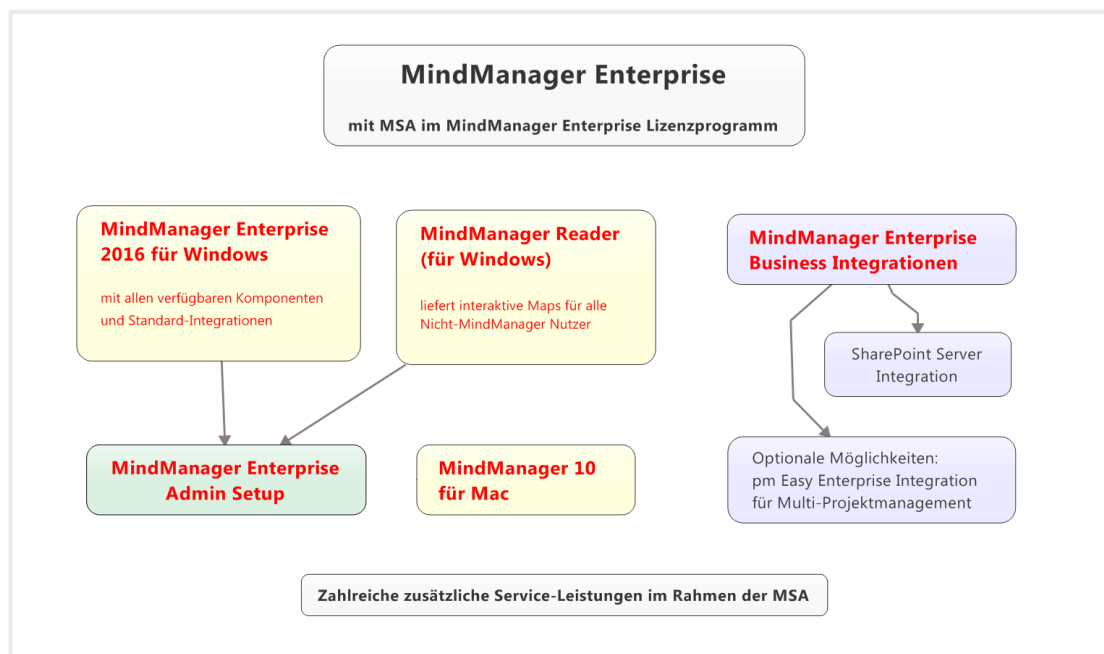 MindManager Enterprise
mit MSA im MindManager Enterprise Lizenzprogramm
MindManager Enterprise
2016 für Windows
mit allen verfügbaren Komponenten
und Standard-Integrationen
MindManager Reader
(für Windows)
liefert interaktive Maps für alle
Nicht-MindManager Nutzer
MindManager Enterprise
Business Integrationen
SharePoint Server
Integration
MindManager Enterprise
Admin Setup
MindManager 10
für Mac
Optionale Möglichkeiten:
pm Easy Enterprise Integration
für Multi-Projektmanagement
Zahlreiche zusätzliche Service-Leistungen im Rahmen der MSA